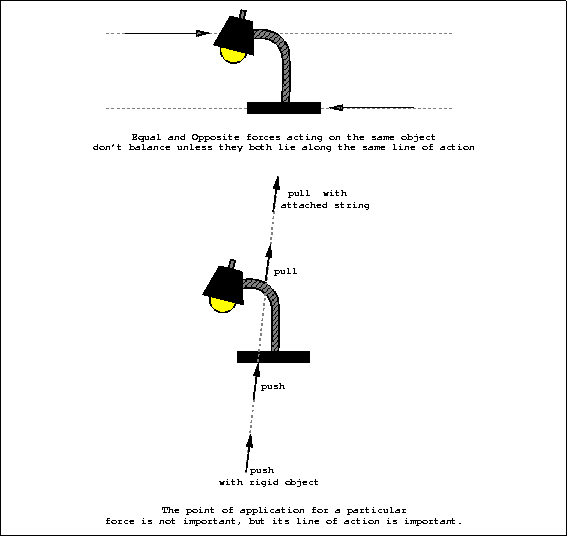 Equal and Opposite forces acting on the same object
don't balance unless they both lie along the same line of action
pull with
attached string
pull
push
push
with rigid object
The point of application for a particular
force is not important, but its line of action is important.